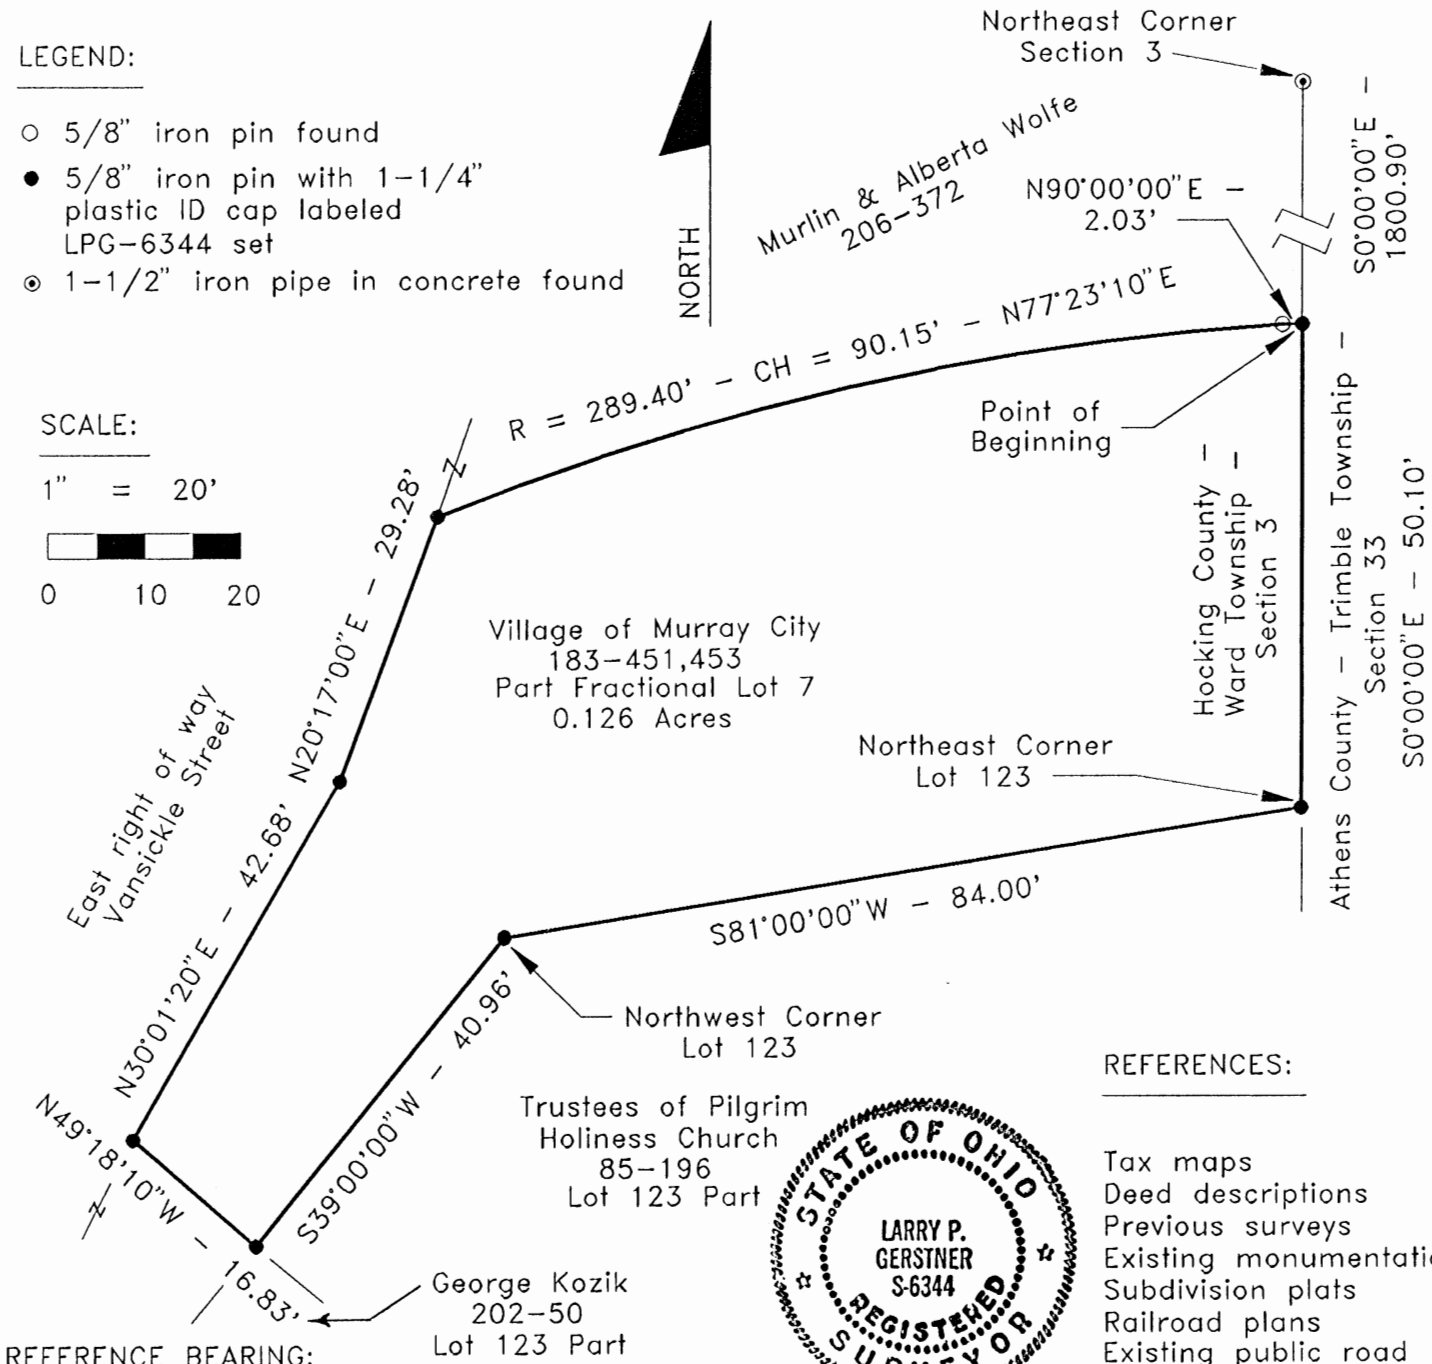 LEGEND:
5/8" iron pin found
5/8" iron pin with 1-1/4"
plastic ID cap labeled
LPG-6344 set
1-1/2" iron pipe in concrete found
NORTH
Northeast Corner
Section 3
Murlin & Alberta Wolfe
206-372
N90°00'00"E -
2.03'
S0°00'00"E -
1800.90'
R = 289.40' - CH = 90.15' - N77°23'10"E
Point of
Beginning
SCALE:
1" = 20'
0 10 20
N20°17'00"E - 29.28'
Village of Murray City
183-451,453
Part Fractional Lot 7
0.126 Acres
Hocking County -
Ward Township -
Section 3
Athens County - Trimble Township -
Section 33
S0°00'00"E - 50.10'
Northeast Corner
Lot 123
East right of way
Vansickle Street
N30°01'20"E - 42.68'
S81°00'00"W - 84.00'
Northwest Corner
Lot 123
S39°00'00"W - 40.96'
N49°18'10"W -
16.83'
Trustees of Pilgrim
Holiness Church
85-196
Lot 123 Part
George Kozik
202-50
Lot 123 Part
STATE OF OHIO
LARRY P.
GERSTNER
S-6344
REGISTERED
SURVEYOR
REFERENCES:
Tax maps
Deed descriptions
Previous surveys
Existing monumentatio
Subdivision plats
Railroad plans
Existing public road
REFERENCE BEARING: